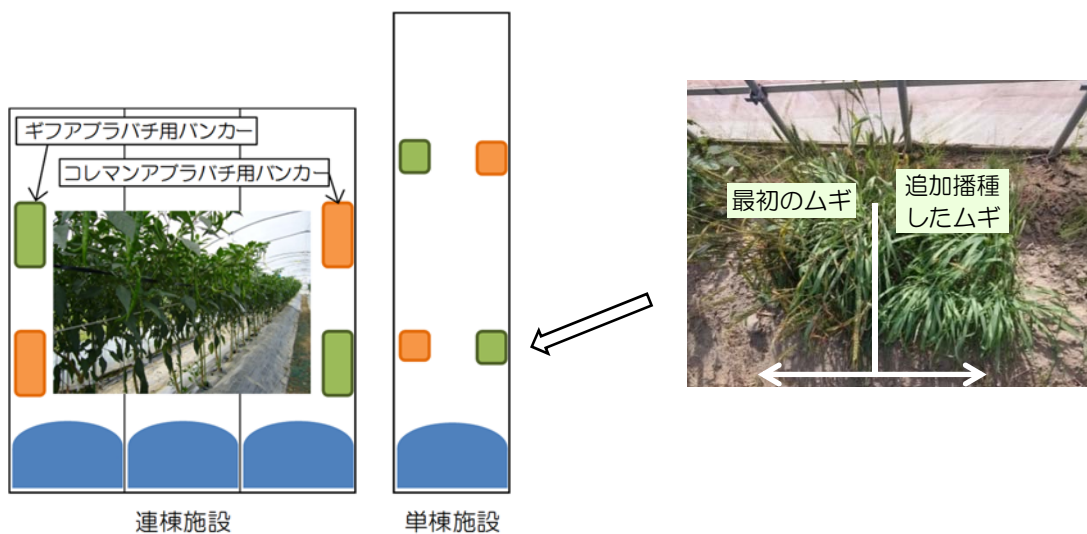 ギフアブラバチ用バンカー
コレマンアブラバチ用バンカー
連棟施設
単棟施設
最初のムギ
追加播種
したムギ